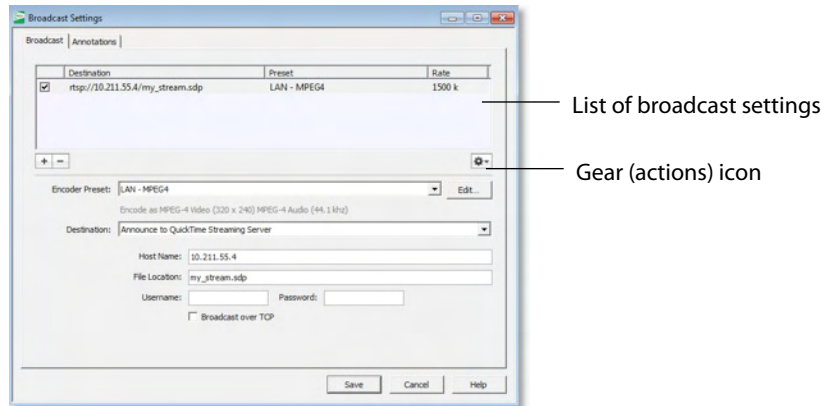 Broadcast Settings
Broadcast Annotations
Destination Preset Rate
rtsp://10.211.55.4/my_stream.sdp LAN - MPEG4 1500 k
List of broadcast settings
+ -
Gear (actions) icon
Encoder Preset: LAN - MPEG4 Edit...
Encode as MPEG-4 Video (320 x 240) MPEG-4 Audio (44.1 khz)
Destination: Announce to QuickTime Streaming Server
Host Name: 10.211.55.4
File Location: my_stream.sdp
Username: Password:
Broadcast over TCP
Save Cancel Help